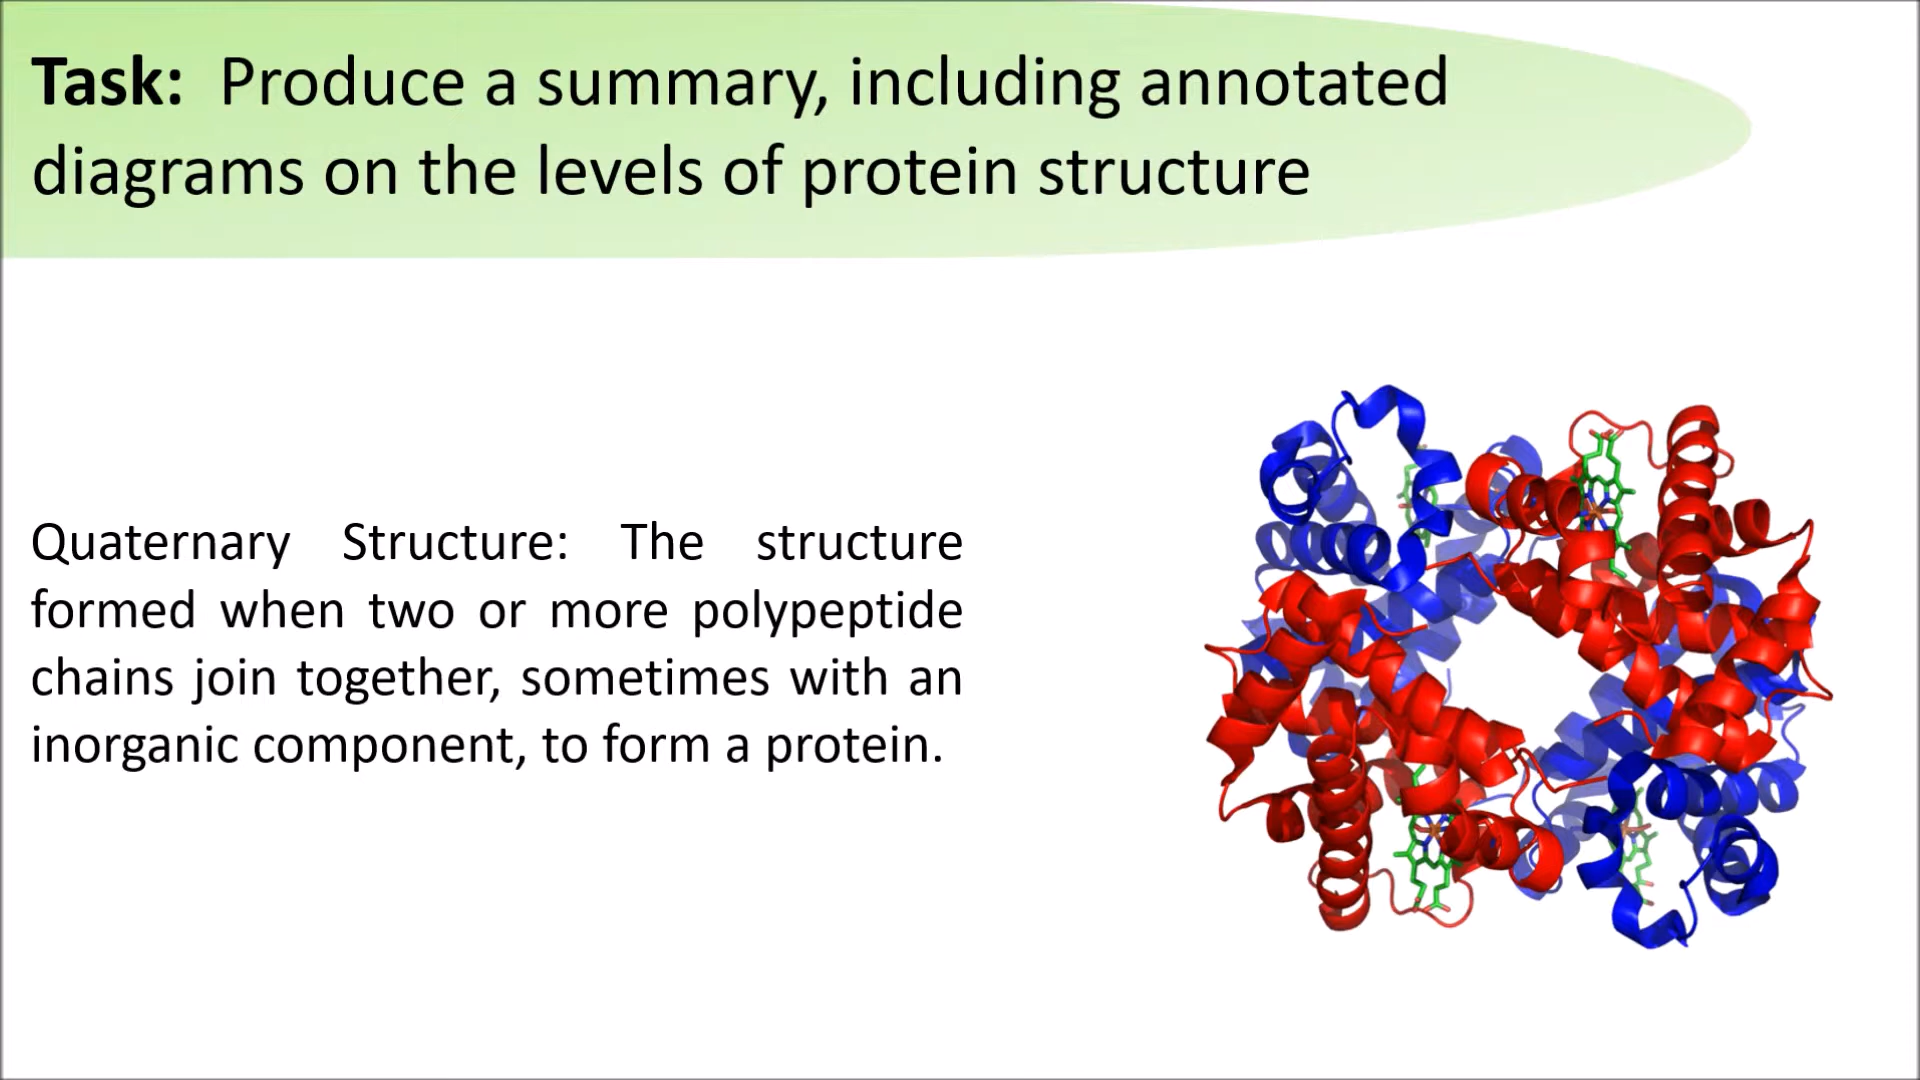 Task: Produce a summary, including annotated
diagrams on the levels of protein structure
Quaternary Structure: The structure
formed when two or more polypeptide
chains join together, sometimes with an
inorganic component, to form a protein.